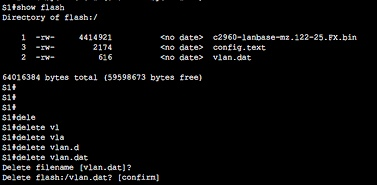 S1#show flash
Directory of flash:/
1 -rw- 4414921 <no date> c2960-lanbase-mz.122-25.FX.bin
3 -rw- 2174 <no date> config.text
2 -rw- 616 <no date> vlan.dat
64016384 bytes total (59598673 bytes free)
S1#
S1#
S1#
S1#dele
S1#delete vl
S1#delete vla
S1#delete vlan.d
S1#delete vlan.dat
Delete filename [vlan.dat]?
Delete flash:/vlan.dat? [confirm]